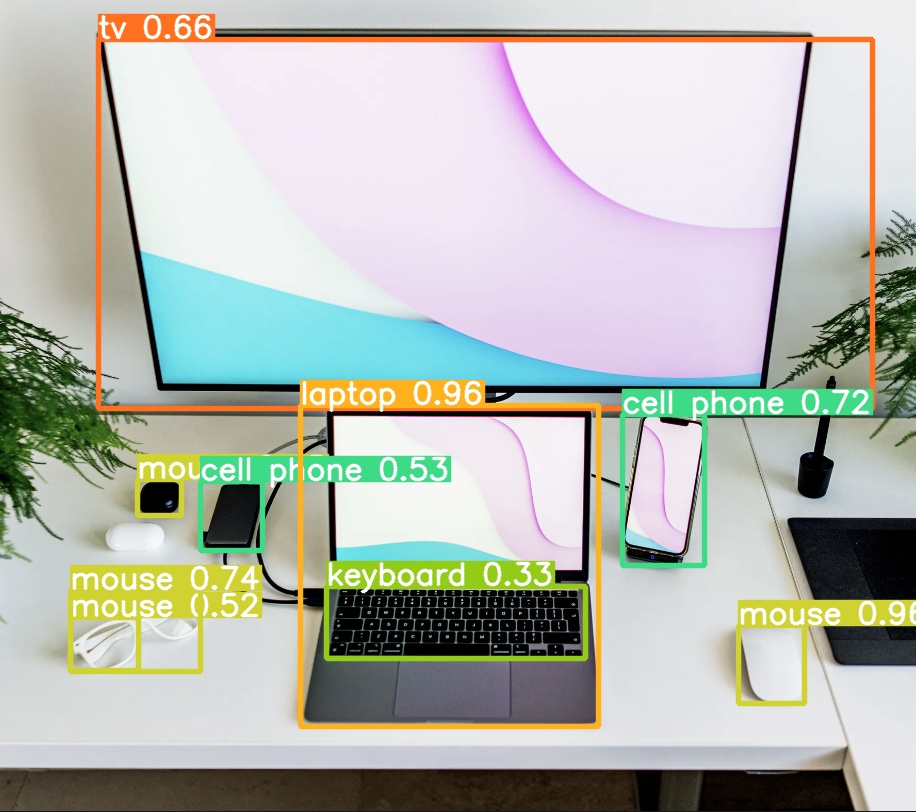 tv 0.66
laptop 0.96
cell phone 0.72
mou
cell phone 0.53
mouse 0.74
keyboard 0.33
mouse 0.52
mouse 0.96